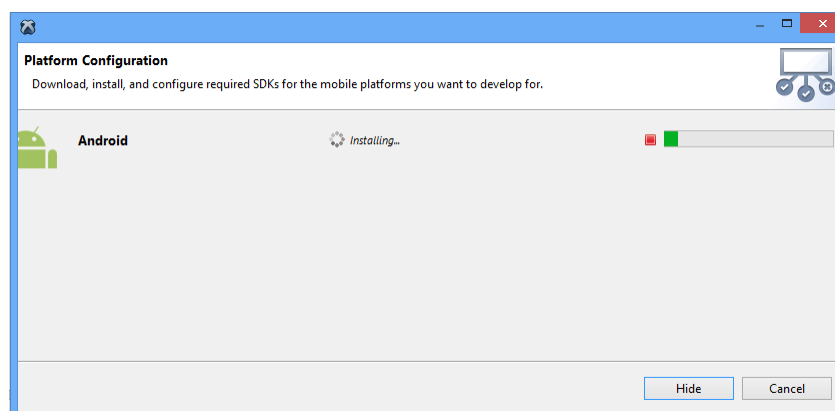 Platform Configuration
Download, install, and configure required SDKs for the mobile platforms you want to develop for.
Android
Installing...
Hide
Cancel